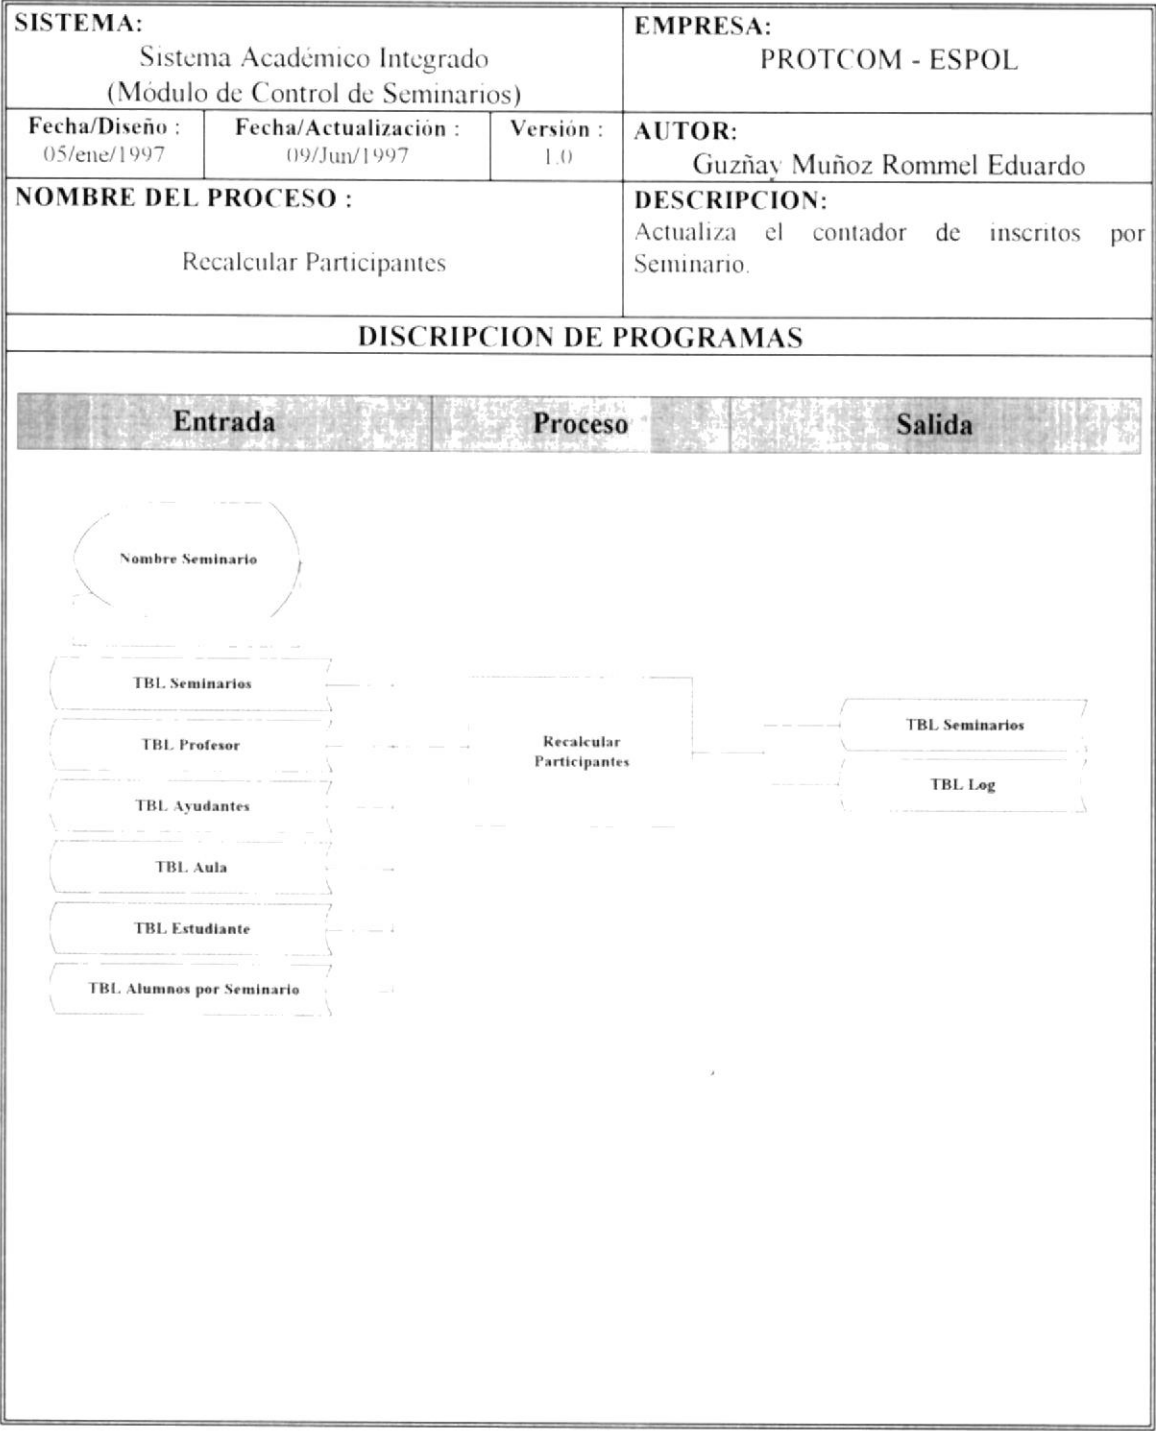 SISTEMA:
Sistema Académico Integrado
(Módulo de Control de Seminarios)
EMPRESA:
PROTCOM - ESPOL
Fecha/Diseño :
05/ene/1997
Fecha/Actualización :
09/Jun/1997
Versión :
1.0
AUTOR:
Guzñay Muñoz Rommel Eduardo
NOMBRE DEL PROCESO :
Recalcular Participantes
DESCRIPCION:
Actualiza el contador de inscritos por
Seminario.
DISCRIPCION DE PROGRAMAS
Entrada
Proceso
Salida
Nombre Seminario
TBL Seminarios
TBL Profesor
TBL Ayudantes
TBL Aula
TBL Estudiante
TBL Alumnos por Seminario
Recalcular
Participantes
TBL Seminarios
TBL Log